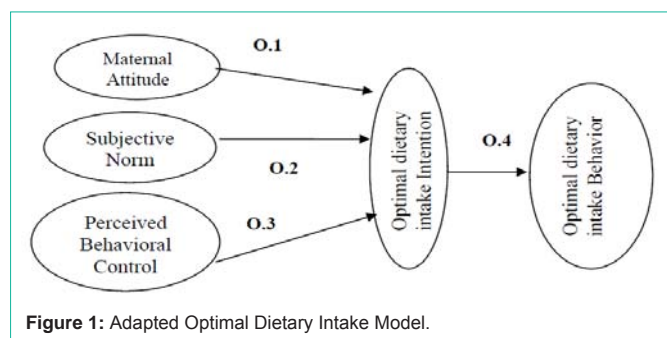 O.1
Maternal
Attitude
Subjective
Norm
O.2
Perceived
Behavioral
Control
O.3
Optimal dietary
intake Intention
O.4
Optimal dietary
intake Behavior
Figure 1: Adapted Optimal Dietary Intake Model.